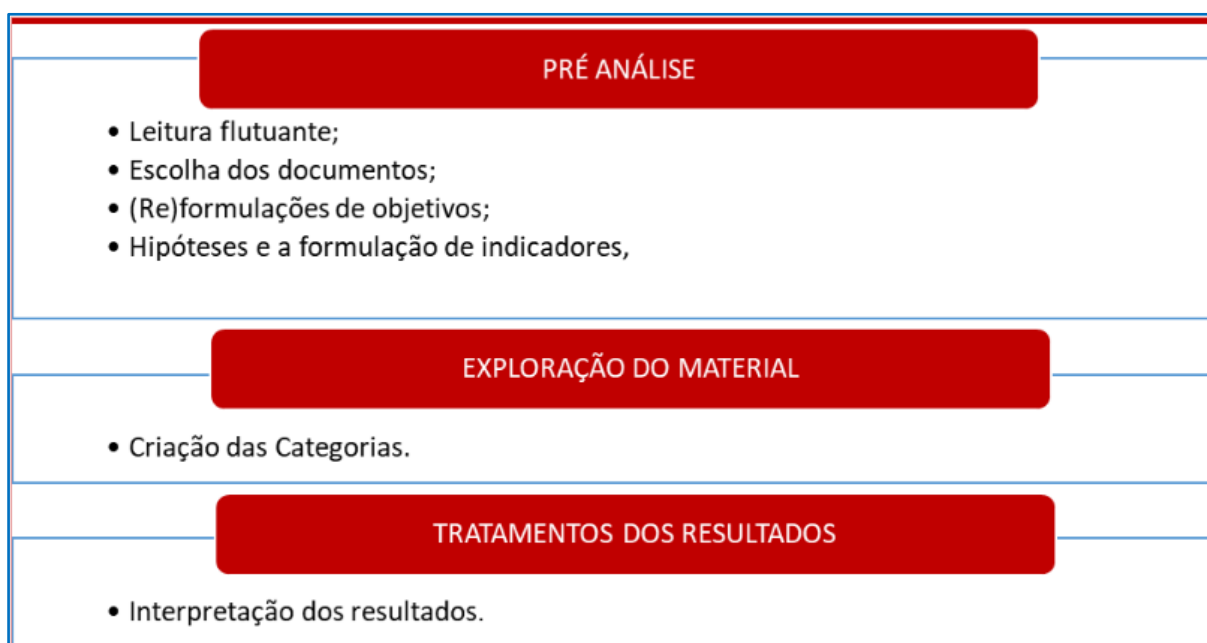 PRÉ ANÁLISE
• Leitura flutuante;
• Escolha dos documentos;
• (Re)formulações de objetivos;
• Hipóteses e a formulação de indicadores,
EXPLORAÇÃO DO MATERIAL
• Criação das Categorias.
TRATAMENTOS DOS RESULTADOS
• Interpretação dos resultados.